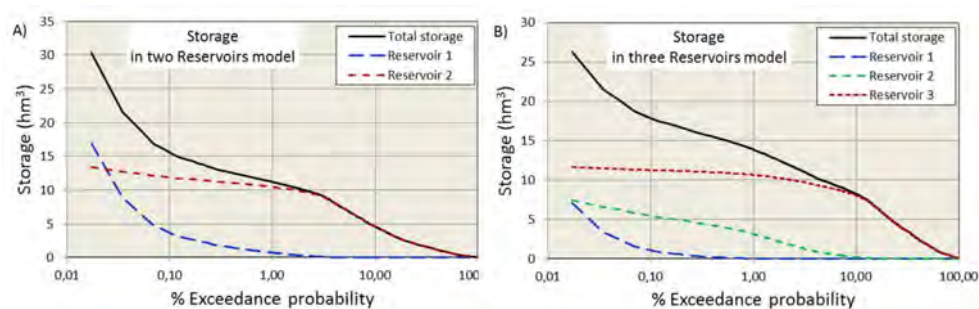 A)
Storage
in two Reservoirs model
Total storage
Reservoir 1
Reservoir 2
Storage (hm³)
35
30
25
20
15
10
5
0
0,01
0,10
1,00
10,00
100
% Exceedance probability
B)
Storage
in three Reservoirs model
Total storage
Reservoir 1
Reservoir 2
Reservoir 3
Storage (hm³)
30
25
20
15
10
5
0
0,01
0,10
1,00
10,00
100,00
% Exceedance probability